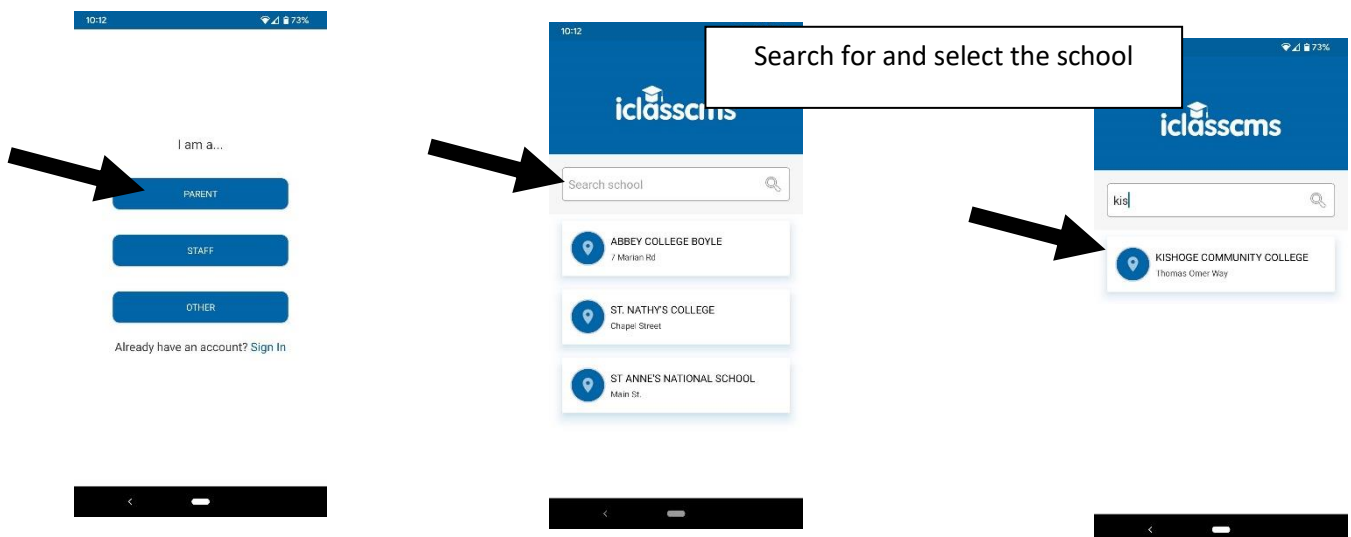 10:12
73%
I am a...
PARENT
STAFF
OTHER
Already have an account? Sign In
10:12
Search for and select the school
iclasscms
Search school
ABBEY COLLEGE BOYLE
7 Marian Rd
ST. NATHY'S COLLEGE
Chapel Street
ST ANNE'S NATIONAL SCHOOL
Main St.
73%
iclasscms
kis
KISHOGE COMMUNITY COLLEGE
Thomas Omer Way